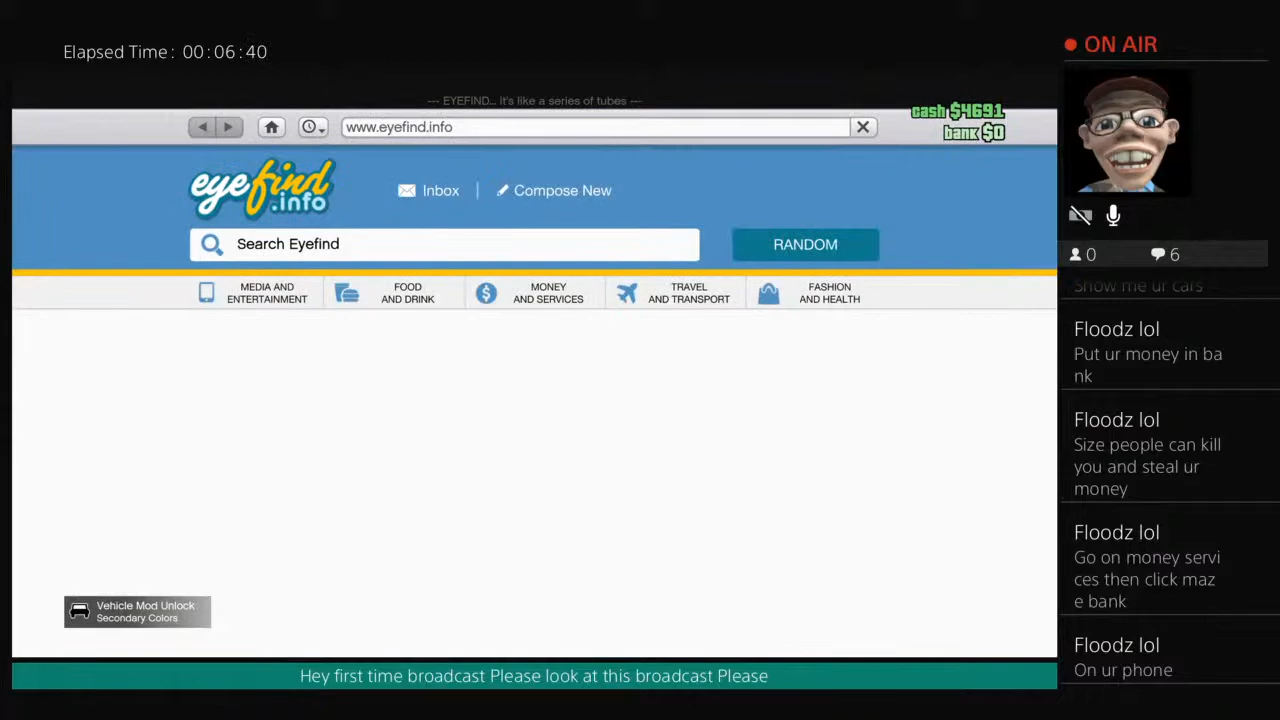 Elapsed Time: 00:06:40
ON AIR
--- EYEFIND... It's like a series of tubes ---
www.eyefind.info
cash $4691
bank $0
eyefind
.info
Inbox
Compose New
Search Eyefind
RANDOM
MEDIA AND
ENTERTAINMENT
FOOD
AND DRINK
MONEY
AND SERVICES
TRAVEL
AND TRANSPORT
FASHION
AND HEALTH
0
6
Show me ur cars
Floodz lol
Put ur money in ba
nk
Floodz lol
Size people can kill
you and steal ur
money
Floodz lol
Go on money servi
ces then click maz
e bank
Floodz lol
On ur phone
Vehicle Mod Unlock
Secondary Colors
Hey first time broadcast Please look at this broadcast Please